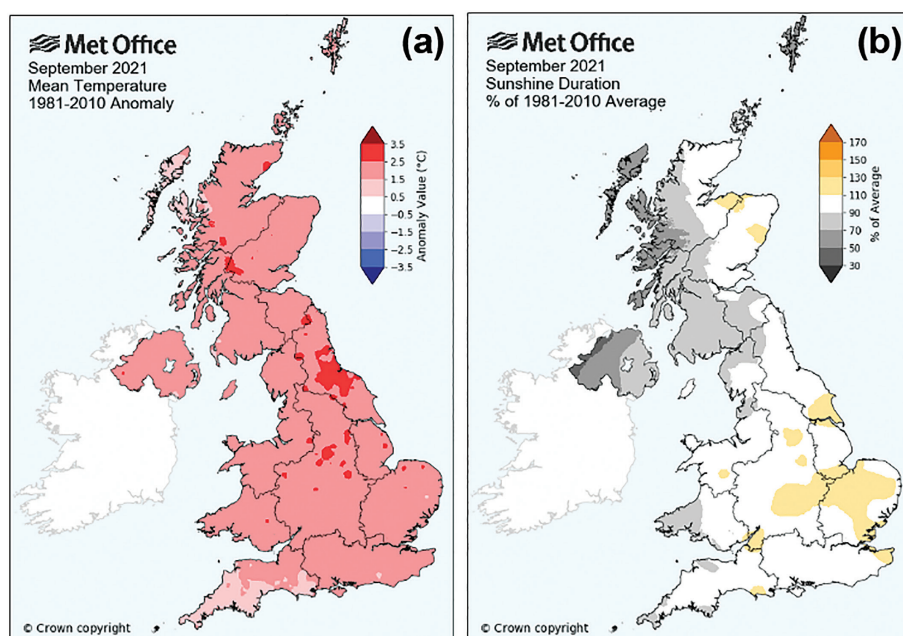 Met Office
(a)
September 2021
Mean Temperature
1981-2010 Anomaly
3.5
2.5
1.5
0.5
−0.5
−1.5
−2.5
−3.5
Anomaly Value (°C)
© Crown copyright
Met Office
(b)
September 2021
Sunshine Duration
% of 1981-2010 Average
170
150
130
110
90
70
50
30
% of Average
© Crown copyright